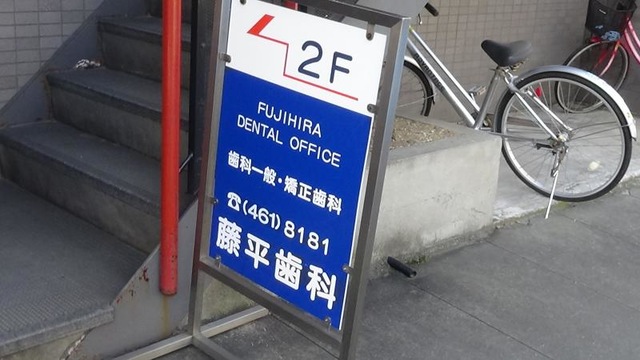 2F
FUJIHIRA
DENTAL OFFICE
歯科一般・矯正歯科
☎(461)8181
藤平歯科